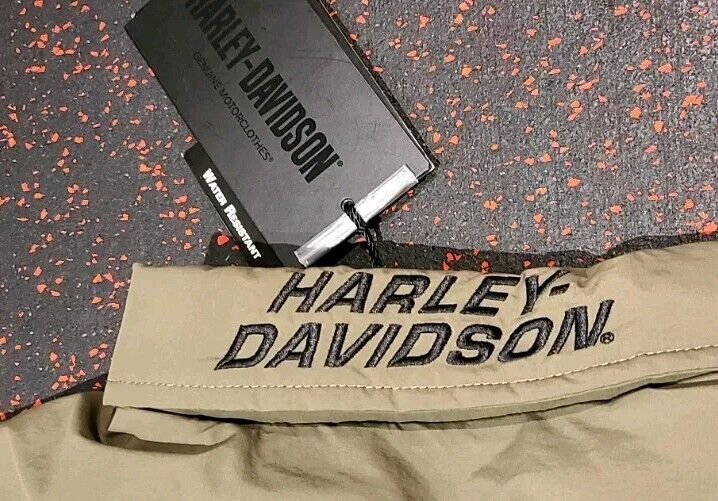 HARLEY-DAVIDSON®
GENUINE MOTORCLOTHES®
WATER RESISTANT
HARLEY-
DAVIDSON®